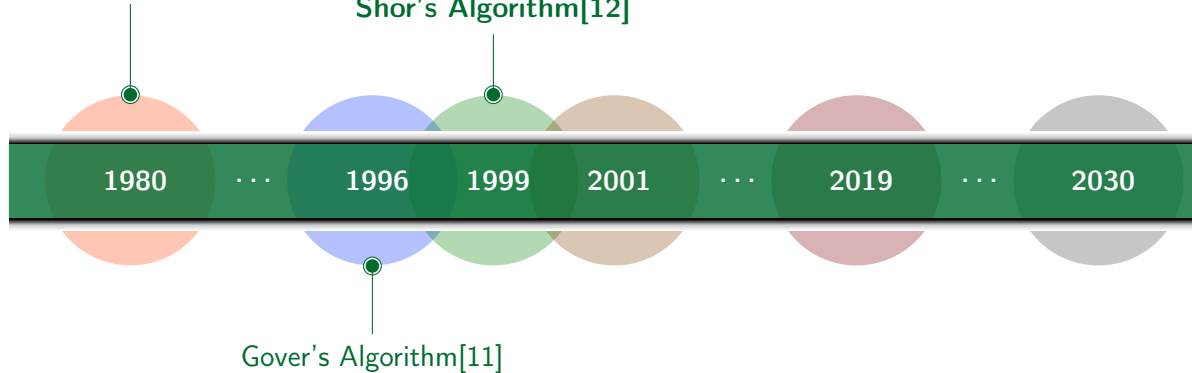 Shor's Algorithm[12]
1980 ... 1996 1999 2001 ... 2019 ... 2030
Gover's Algorithm[11]